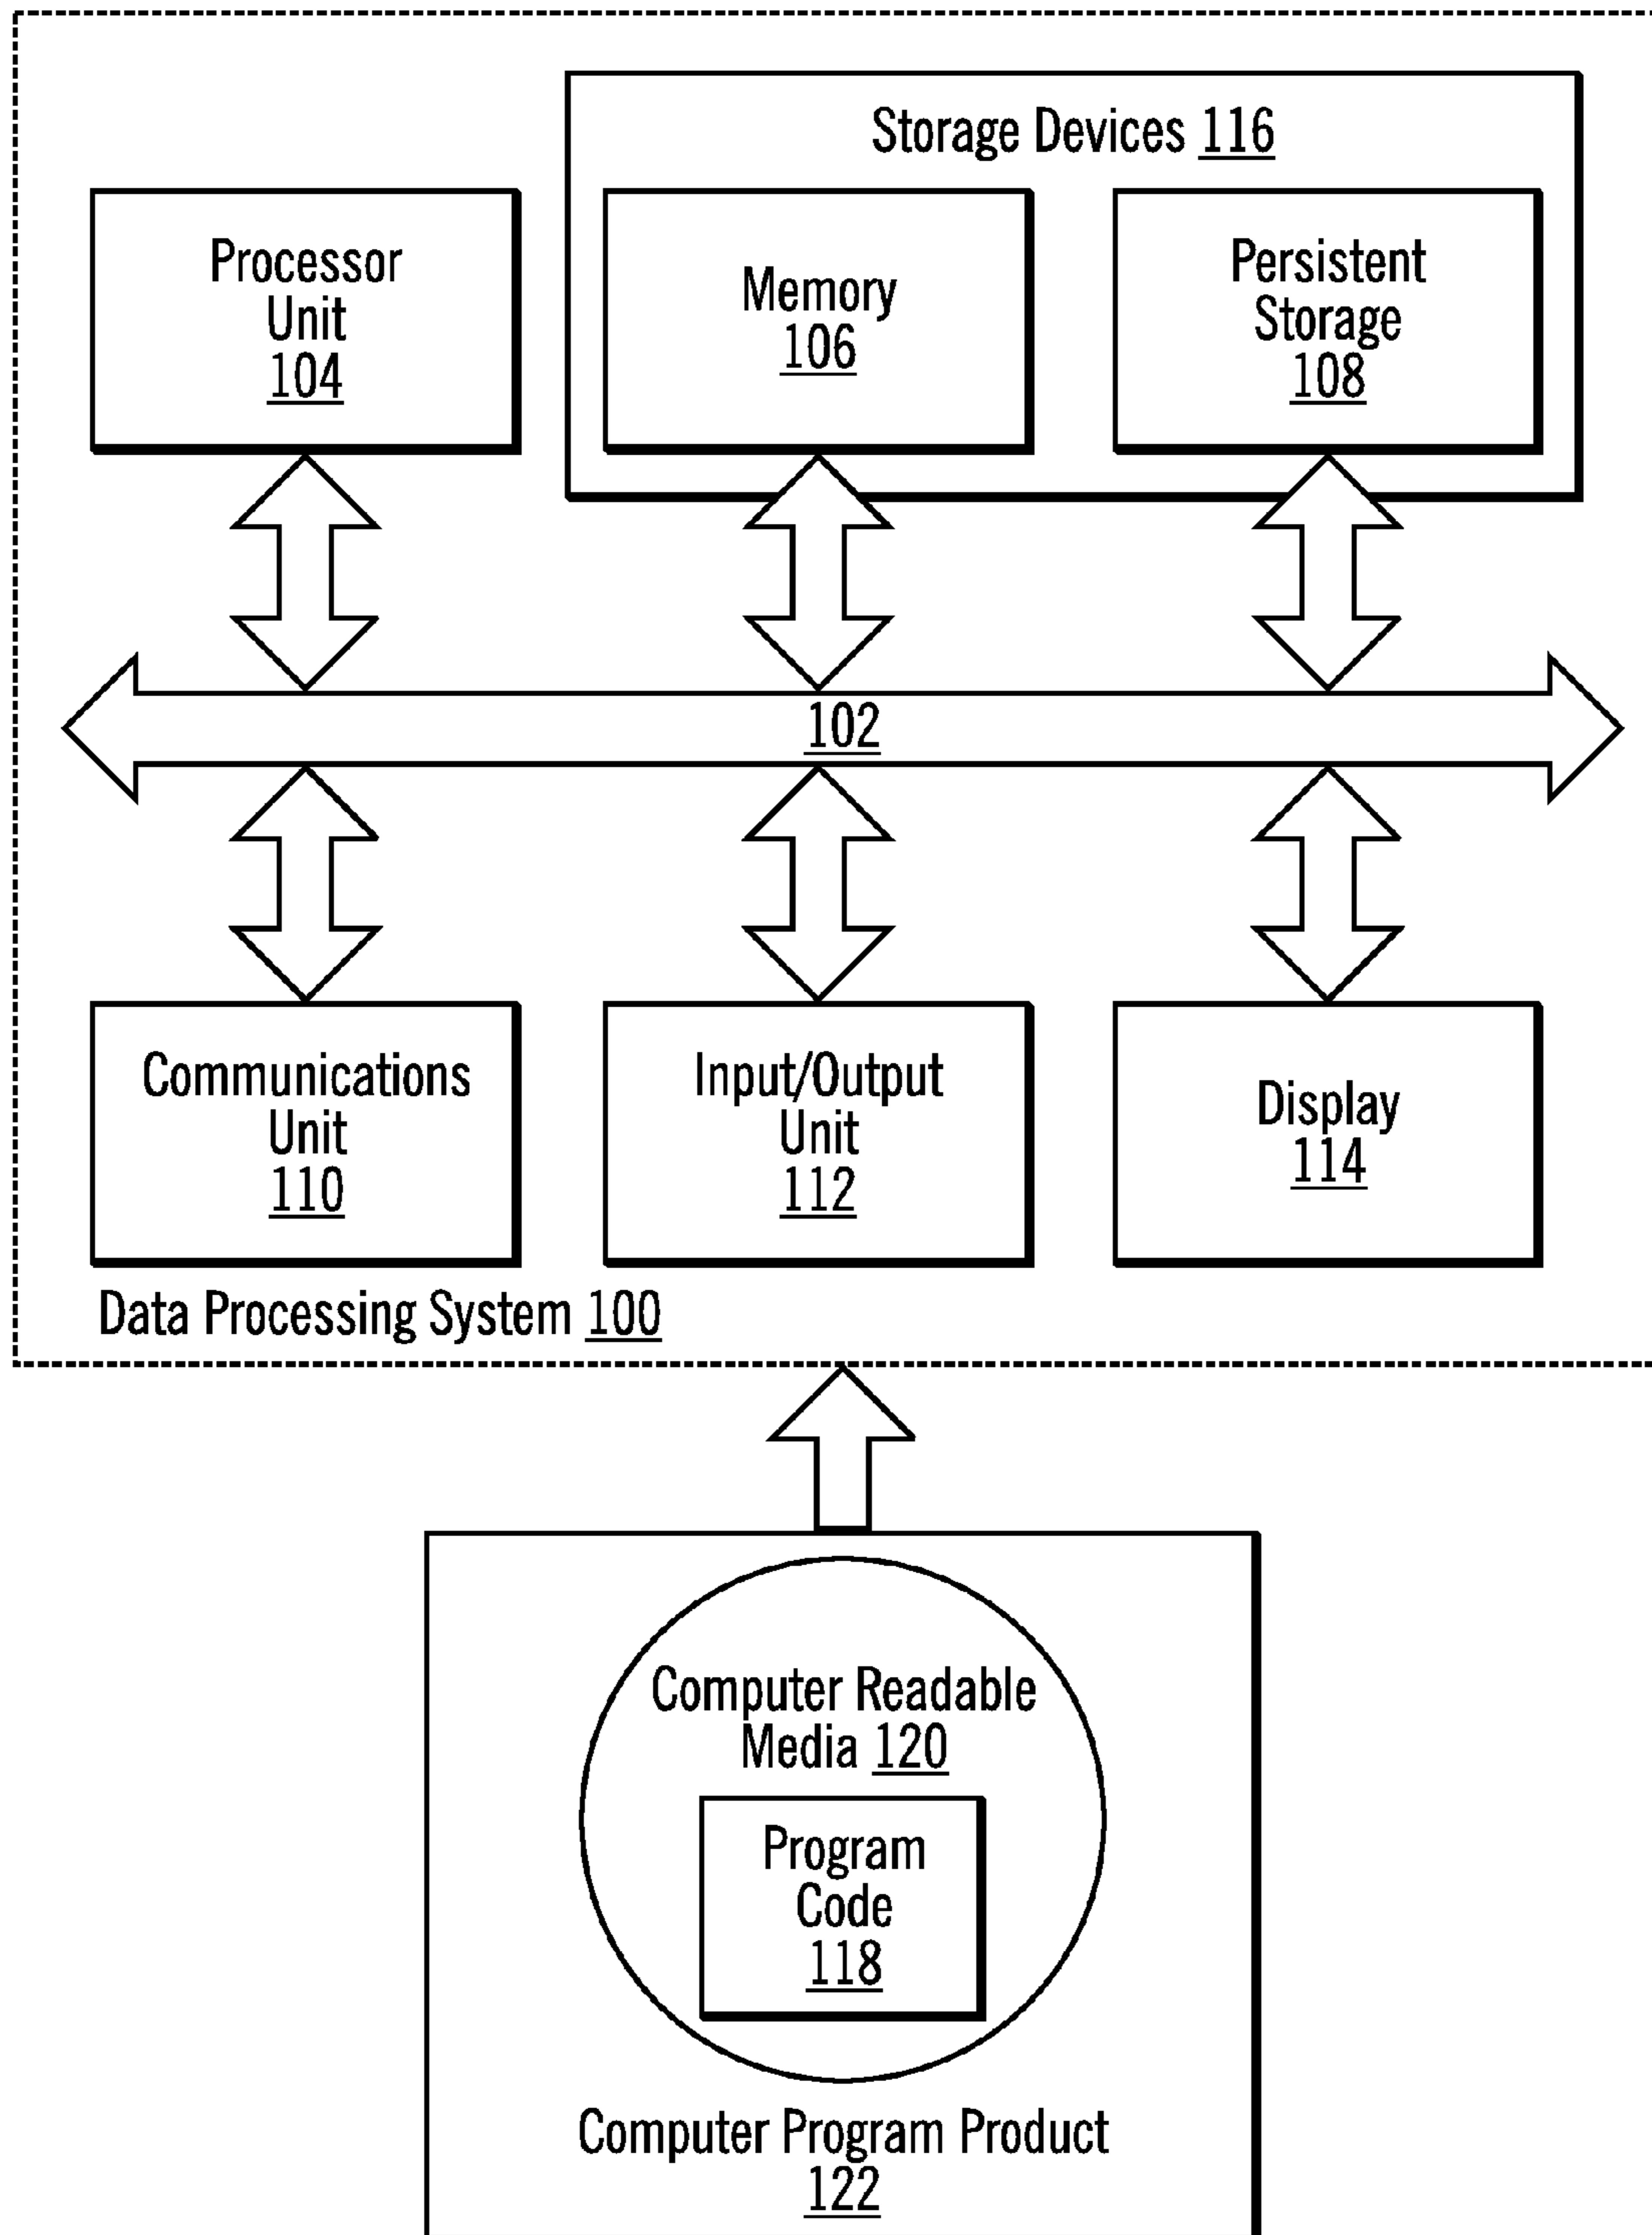 Storage Devices 116
Processor
Unit
104
Memory
106
Persistent
Storage
108
102
Communications
Unit
110
Input/Output
Unit
112
Display
114
Data Processing System 100
Computer Readable
Media 120
Program
Code
118
Computer Program Product
122